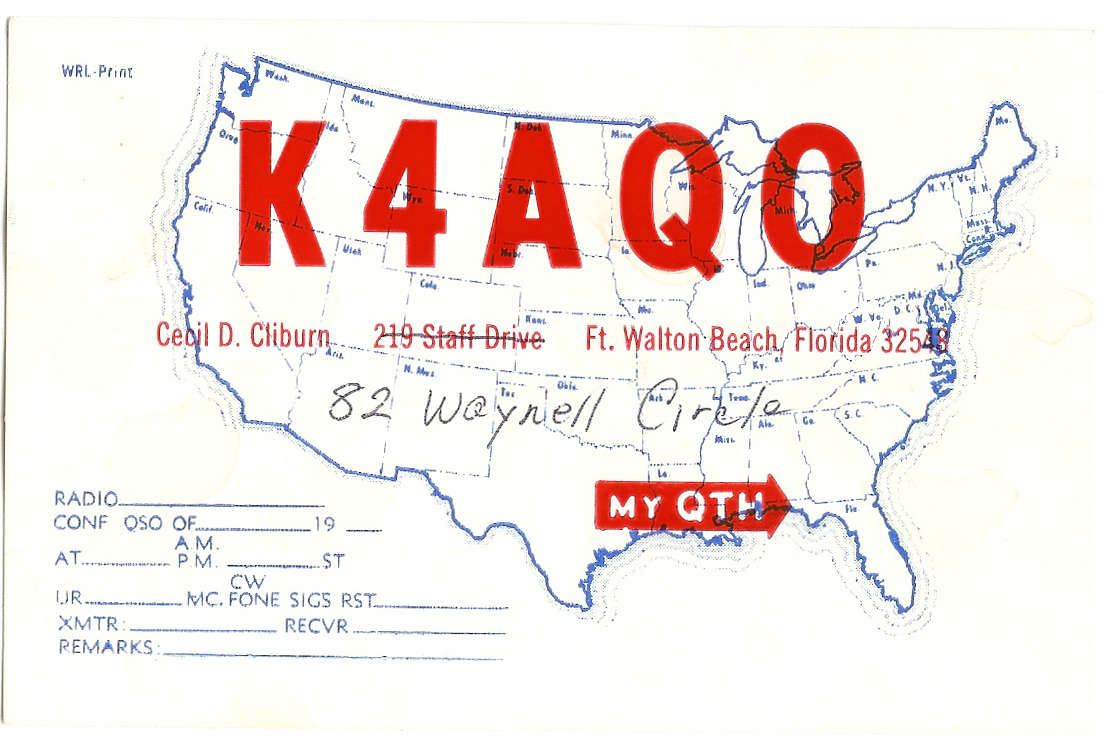 WRL-Print
K4AQO
Wash.
Mont.
Ida.
N. Dak.
Minn.
Me.
Oreg.
S. Dak.
Wis.
Mich.
N.Y.
Vt.
N.H.
Wyo.
Mass.
Conn.
Calif.
Nev.
Utah
Nebr.
Ia.
Pa.
N.J.
Colo.
Ind.
Ohio
Md.
Del.
D.C.
W. Va.
Kans.
Mo.
Cecil D. Cliburn 219 Staff Drive Ft. Walton Beach, Florida 32548
Ariz.
N. Mex.
Okla.
Ky.
N.C.
Tex.
Ark.
Tenn.
82 Waynell Circle
Miss.
Ala.
Ga.
S.C.
La.
MY QTH
Fla.
RADIO
CONF QSO OF 19
A.M.
AT P.M. ST
CW
UR MC. FONE SIGS RST
XMTR: RECVR
REMARKS: